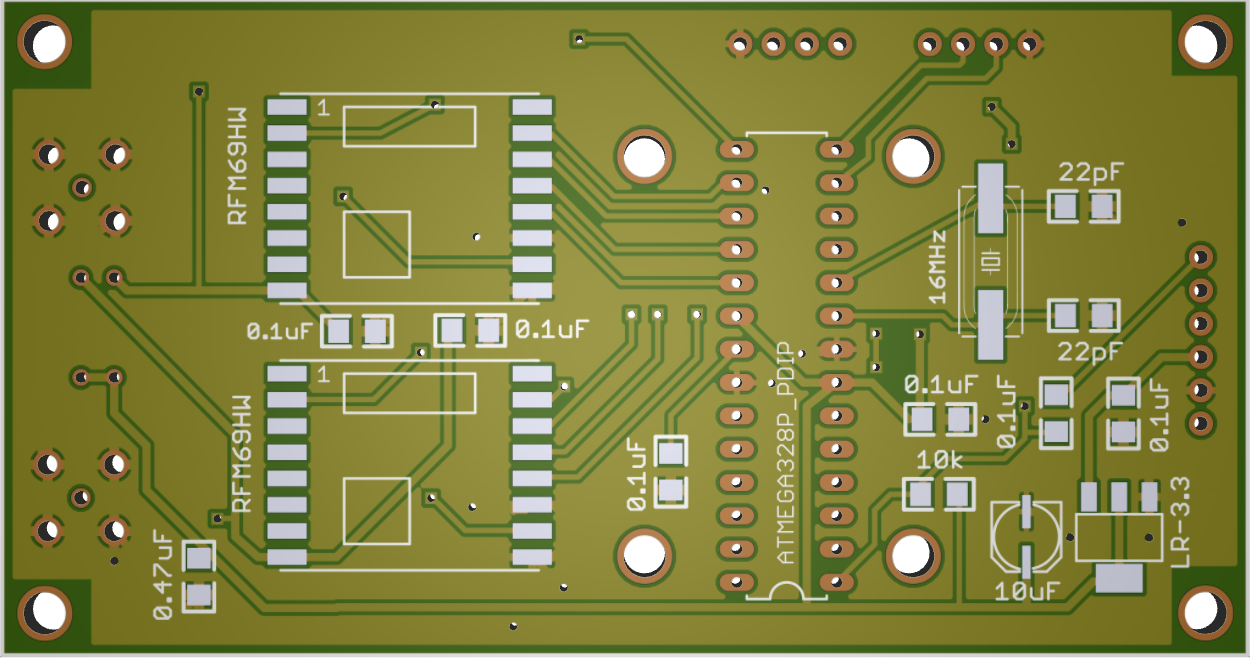 RFM69HW
1
22pF
16MHz
0.1uF
0.1uF
22pF
RFM69HW
1
ATMEGA328P_PDIP
0.1uF
0.1uF
0.1uF
0.1uF
10k
LR-3.3
0.47uF
10uF